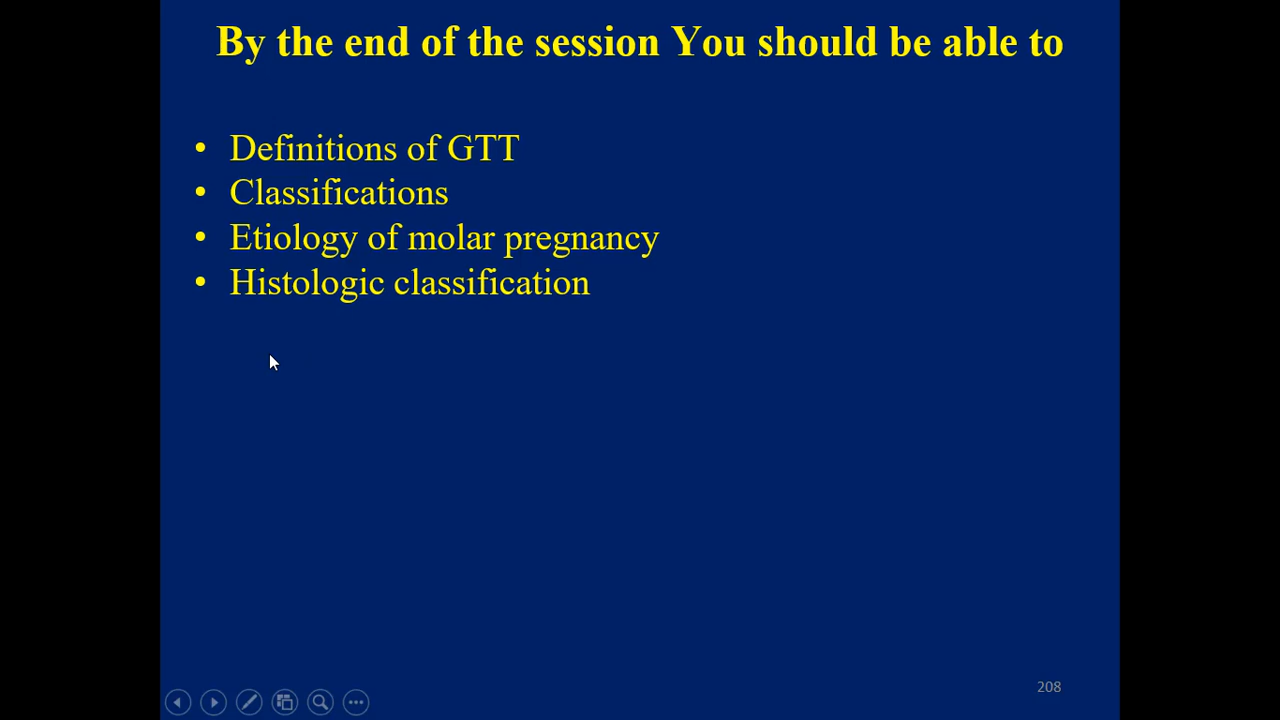 By the end of the session You should be able to
• Definitions of GTT
• Classifications
• Etiology of molar pregnancy
• Histologic classification
208